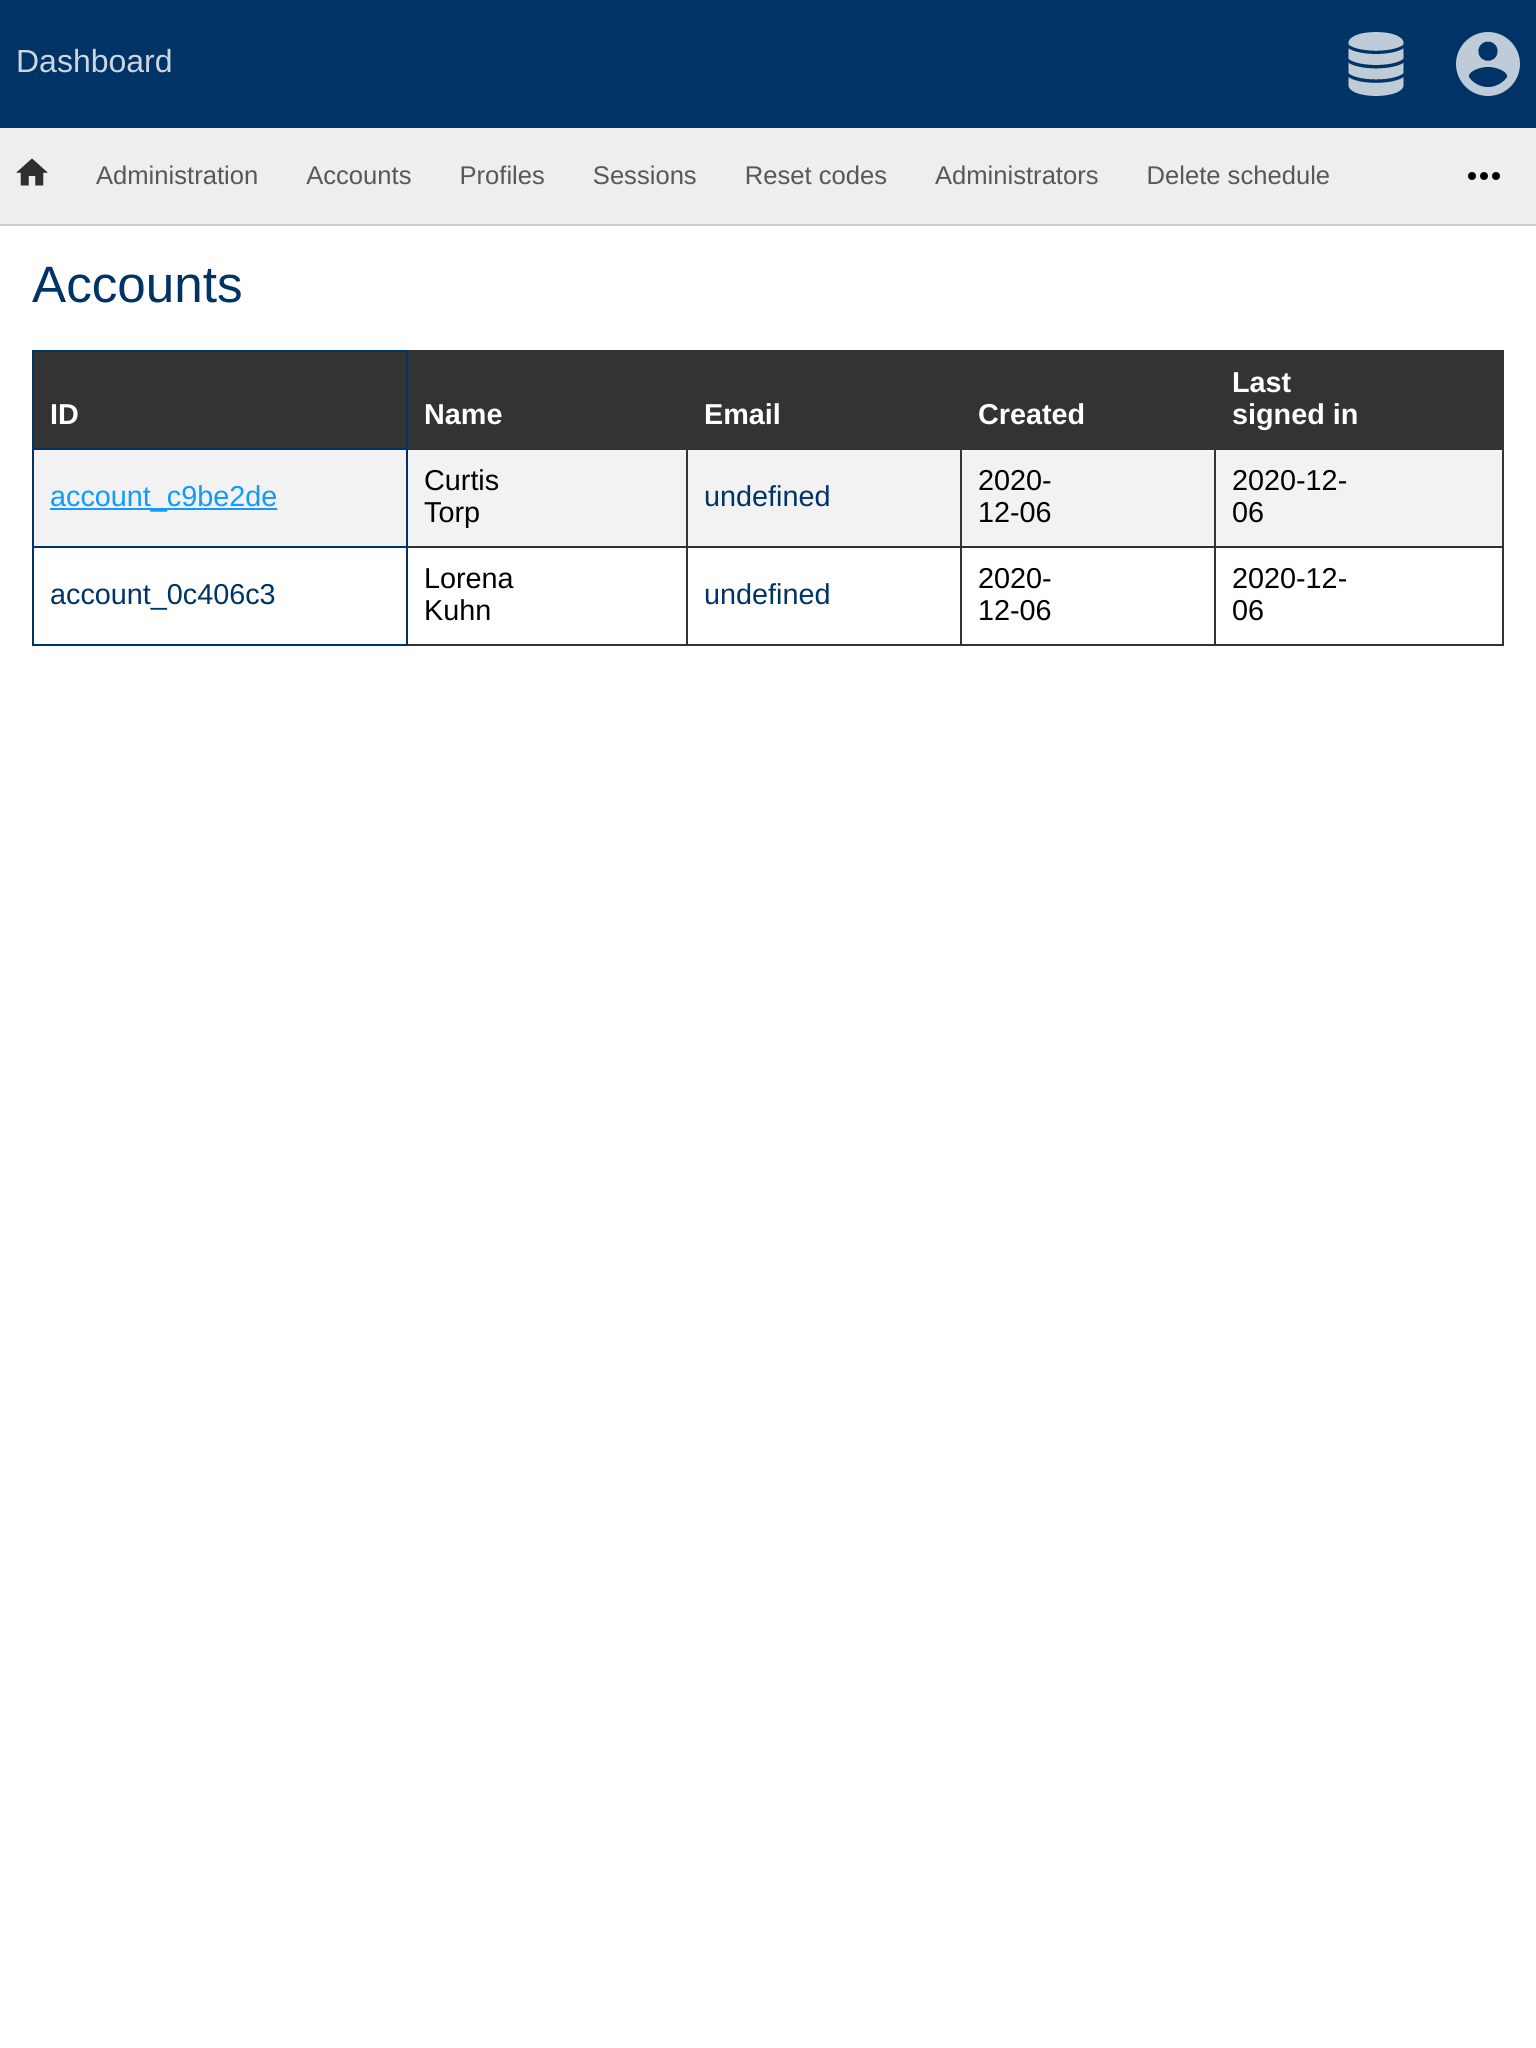 Dashboard
Administration Accounts Profiles Sessions Reset codes Administrators Delete schedule
Accounts
ID Name Email Created Last signed in
account_c9be2de Curtis Torp undefined 2020-12-06 2020-12-06
account_0c406c3 Lorena Kuhn undefined 2020-12-06 2020-12-06